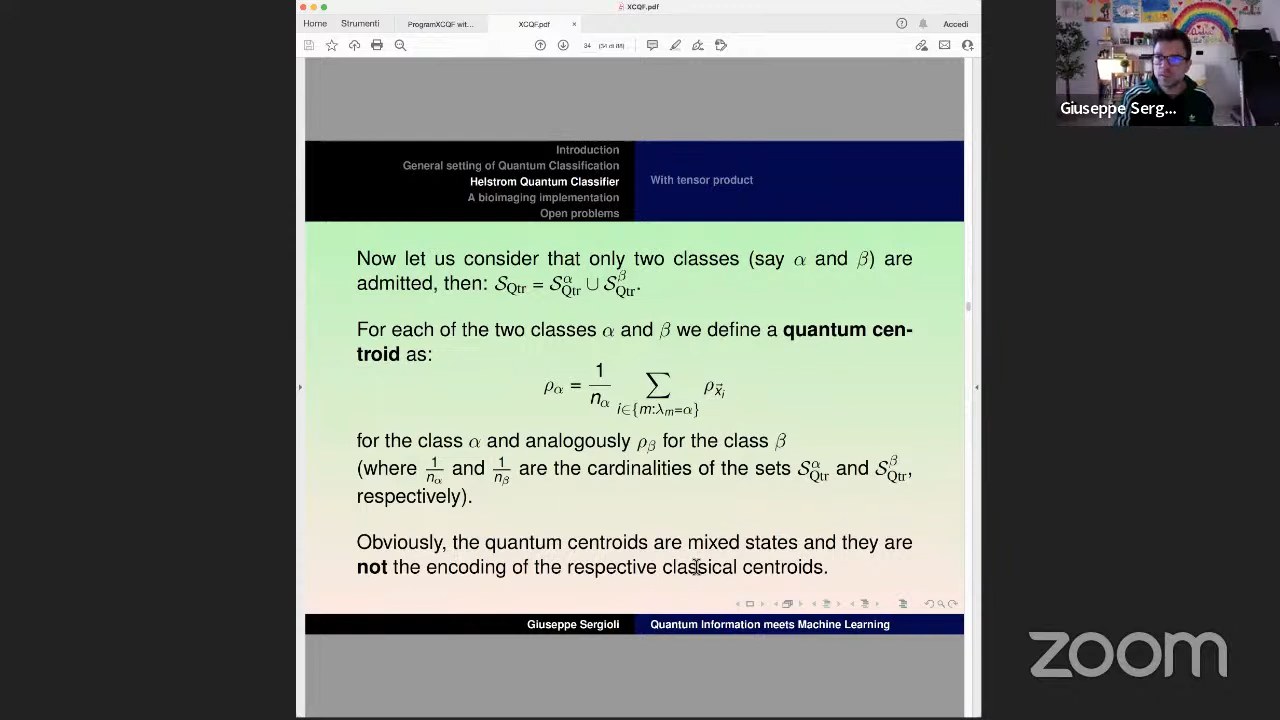 XCQF.pdf
Home Strumenti ProgramXCQF wit... XCQF.pdf × Accedi
34 (34 di 88)
Giuseppe Serg...
Introduction
General setting of Quantum Classification
Helstrom Quantum Classifier
A bioimaging implementation
Open problems
With tensor product
Now let us consider that only two classes (say α and β) are
admitted, then: 𝒮_Qtr = 𝒮^α_Qtr ∪ 𝒮^β_Qtr.
For each of the two classes α and β we define a quantum cen-
troid as:
ρ_α = 1/n_α ∑_{i∈{m:λ_m=α}} ρ_{x⃗_i}
for the class α and analogously ρ_β for the class β
(where 1/n_α and 1/n_β are the cardinalities of the sets 𝒮^α_Qtr and 𝒮^β_Qtr,
respectively).
Obviously, the quantum centroids are mixed states and they are
not the encoding of the respective classical centroids.
Giuseppe Sergioli Quantum Information meets Machine Learning
zoom